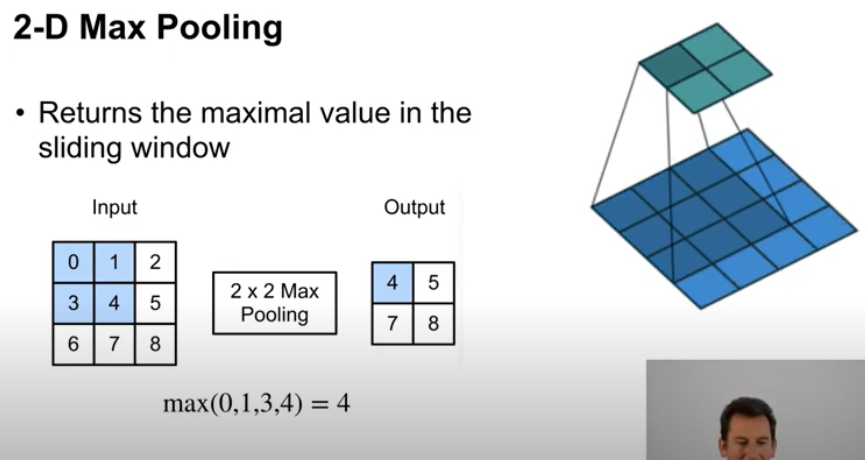 2-D Max Pooling
• Returns the maximal value in the
sliding window
Input
Output
0 1 2
3 4 5
6 7 8
2 x 2 Max
Pooling
4 5
7 8
max(0,1,3,4) = 4